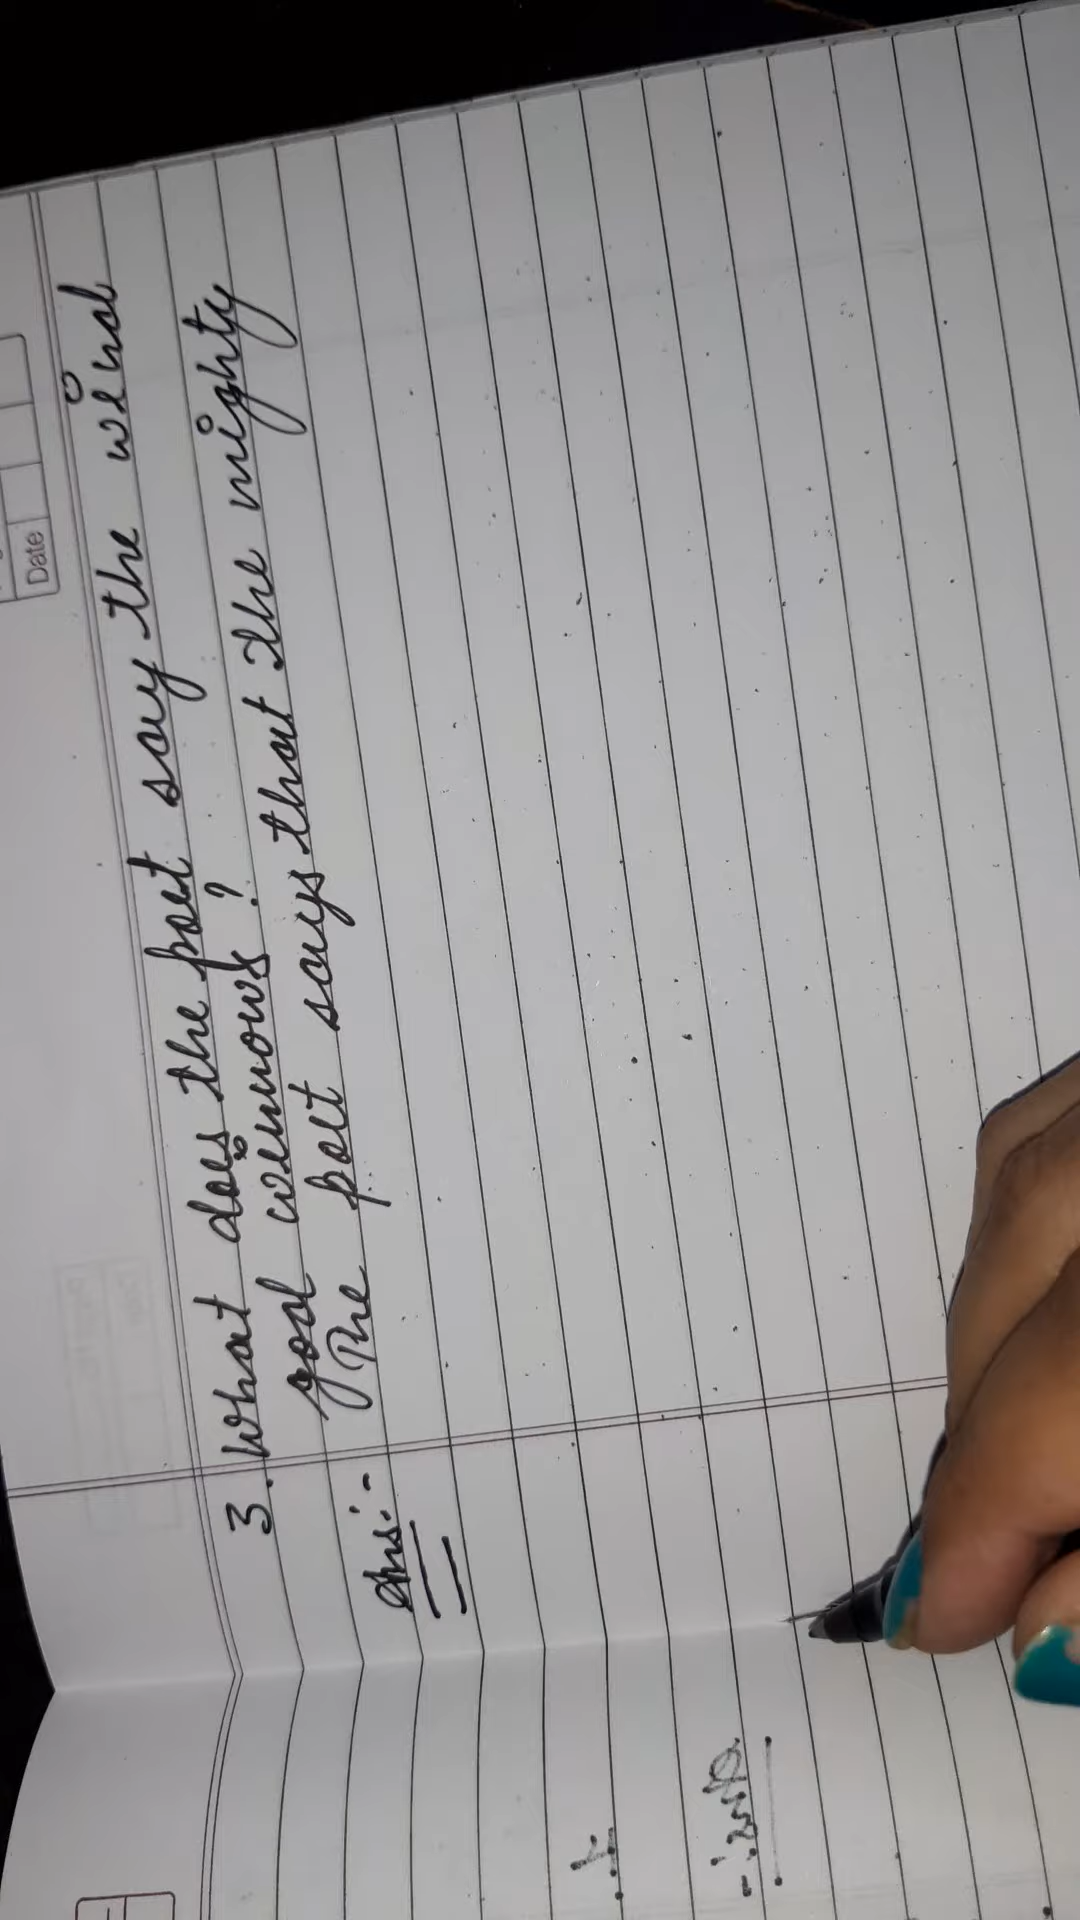 Date
3. What does the poet say the wind
god winnows?
Ans:- The poet says that the mighty